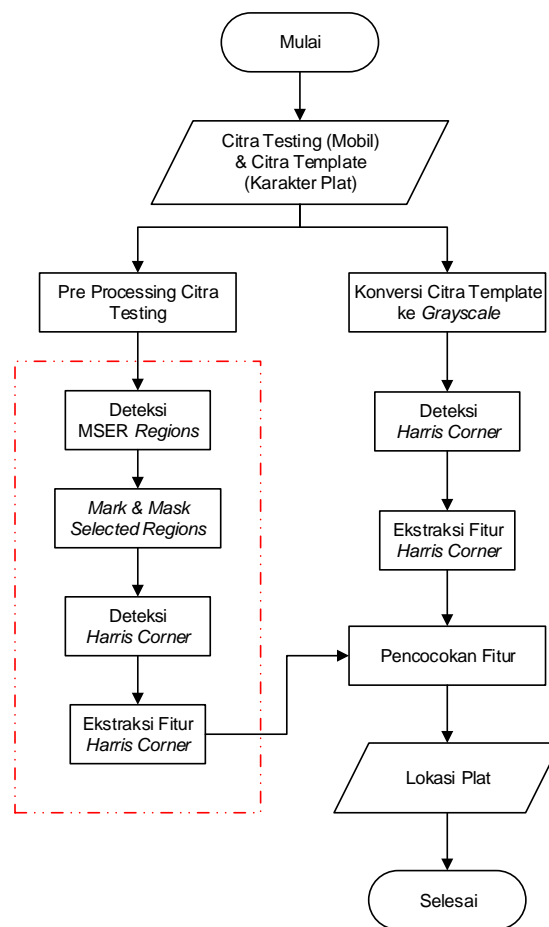 Mulai
Citra Testing (Mobil)
& Citra Template
(Karakter Plat)
Pre Processing Citra
Testing
Konversi Citra Template
ke Grayscale
Deteksi
MSER Regions
Mark & Mask
Selected Regions
Deteksi
Harris Corner
Ekstraksi Fitur
Harris Corner
Deteksi
Harris Corner
Ekstraksi Fitur
Harris Corner
Pencocokan Fitur
Lokasi Plat
Selesai